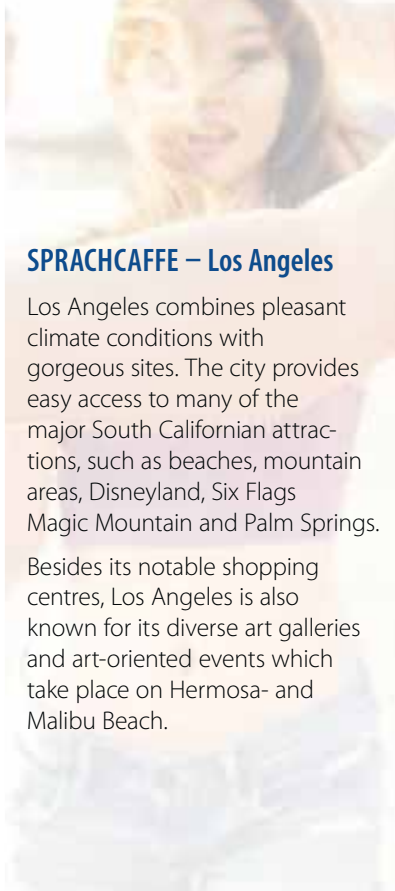 SPRACHCAFFE – Los Angeles
Los Angeles combines pleasant
climate conditions with
gorgeous sites. The city provides
easy access to many of the
major South Californian attrac-
tions, such as beaches, mountain
areas, Disneyland, Six Flags
Magic Mountain and Palm Springs.
Besides its notable shopping
centres, Los Angeles is also
known for its diverse art galleries
and art-oriented events which
take place on Hermosa- and
Malibu Beach.